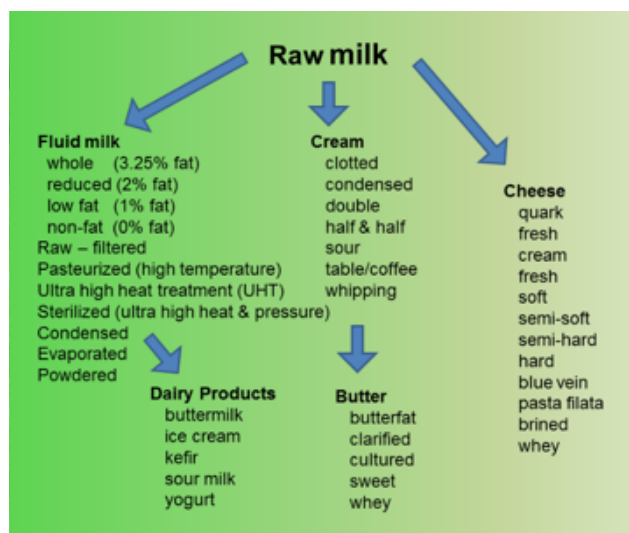 Raw milk
Fluid milk
whole (3.25% fat)
reduced (2% fat)
low fat (1% fat)
non-fat (0% fat)
Raw – filtered
Pasteurized (high temperature)
Ultra high heat treatment (UHT)
Sterilized (ultra high heat & pressure)
Condensed
Evaporated
Powdered
Cream
clotted
condensed
double
half & half
sour
table/coffee
whipping
Cheese
quark
fresh
cream
fresh
soft
semi-soft
semi-hard
hard
blue vein
pasta filata
brined
whey
Dairy Products
buttermilk
ice cream
kefir
sour milk
yogurt
Butter
butterfat
clarified
cultured
sweet
whey